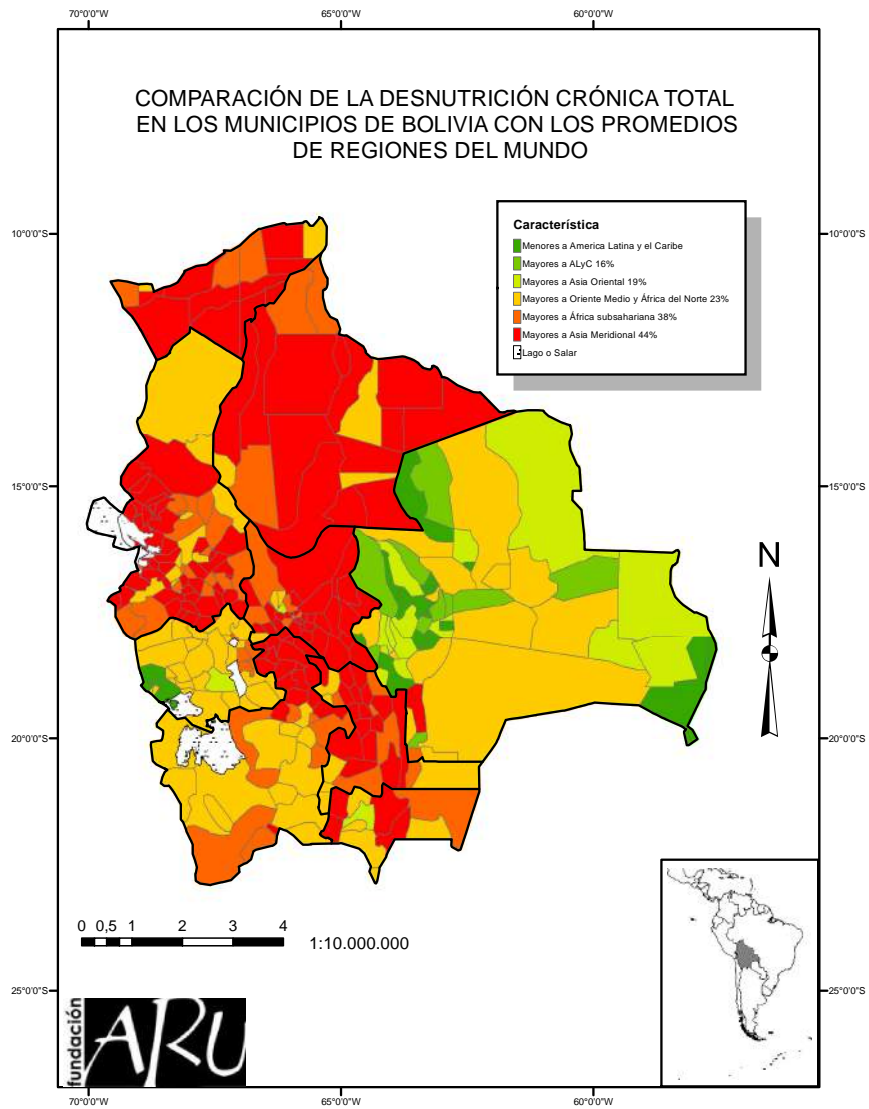 70°0'0"W 65°0'0"W 60°0'0"W
COMPARACIÓN DE LA DESNUTRICIÓN CRÓNICA TOTAL
EN LOS MUNICIPIOS DE BOLIVIA CON LOS PROMEDIOS
DE REGIONES DEL MUNDO
Característica
Menores a America Latina y el Caribe
Mayores a ALyC 16%
Mayores a Asia Oriental 19%
Mayores a Oriente Medio y África del Norte 23%
Mayores a África subsahariana 38%
Mayores a Asia Meridional 44%
Lago o Salar
10°0'0"S 10°0'0"S
15°0'0"S 15°0'0"S
N
20°0'0"S 20°0'0"S
0 0,5 1 2 3 4
1:10.000.000
25°0'0"S 25°0'0"S
fundación
ARU
70°0'0"W 65°0'0"W 60°0'0"W